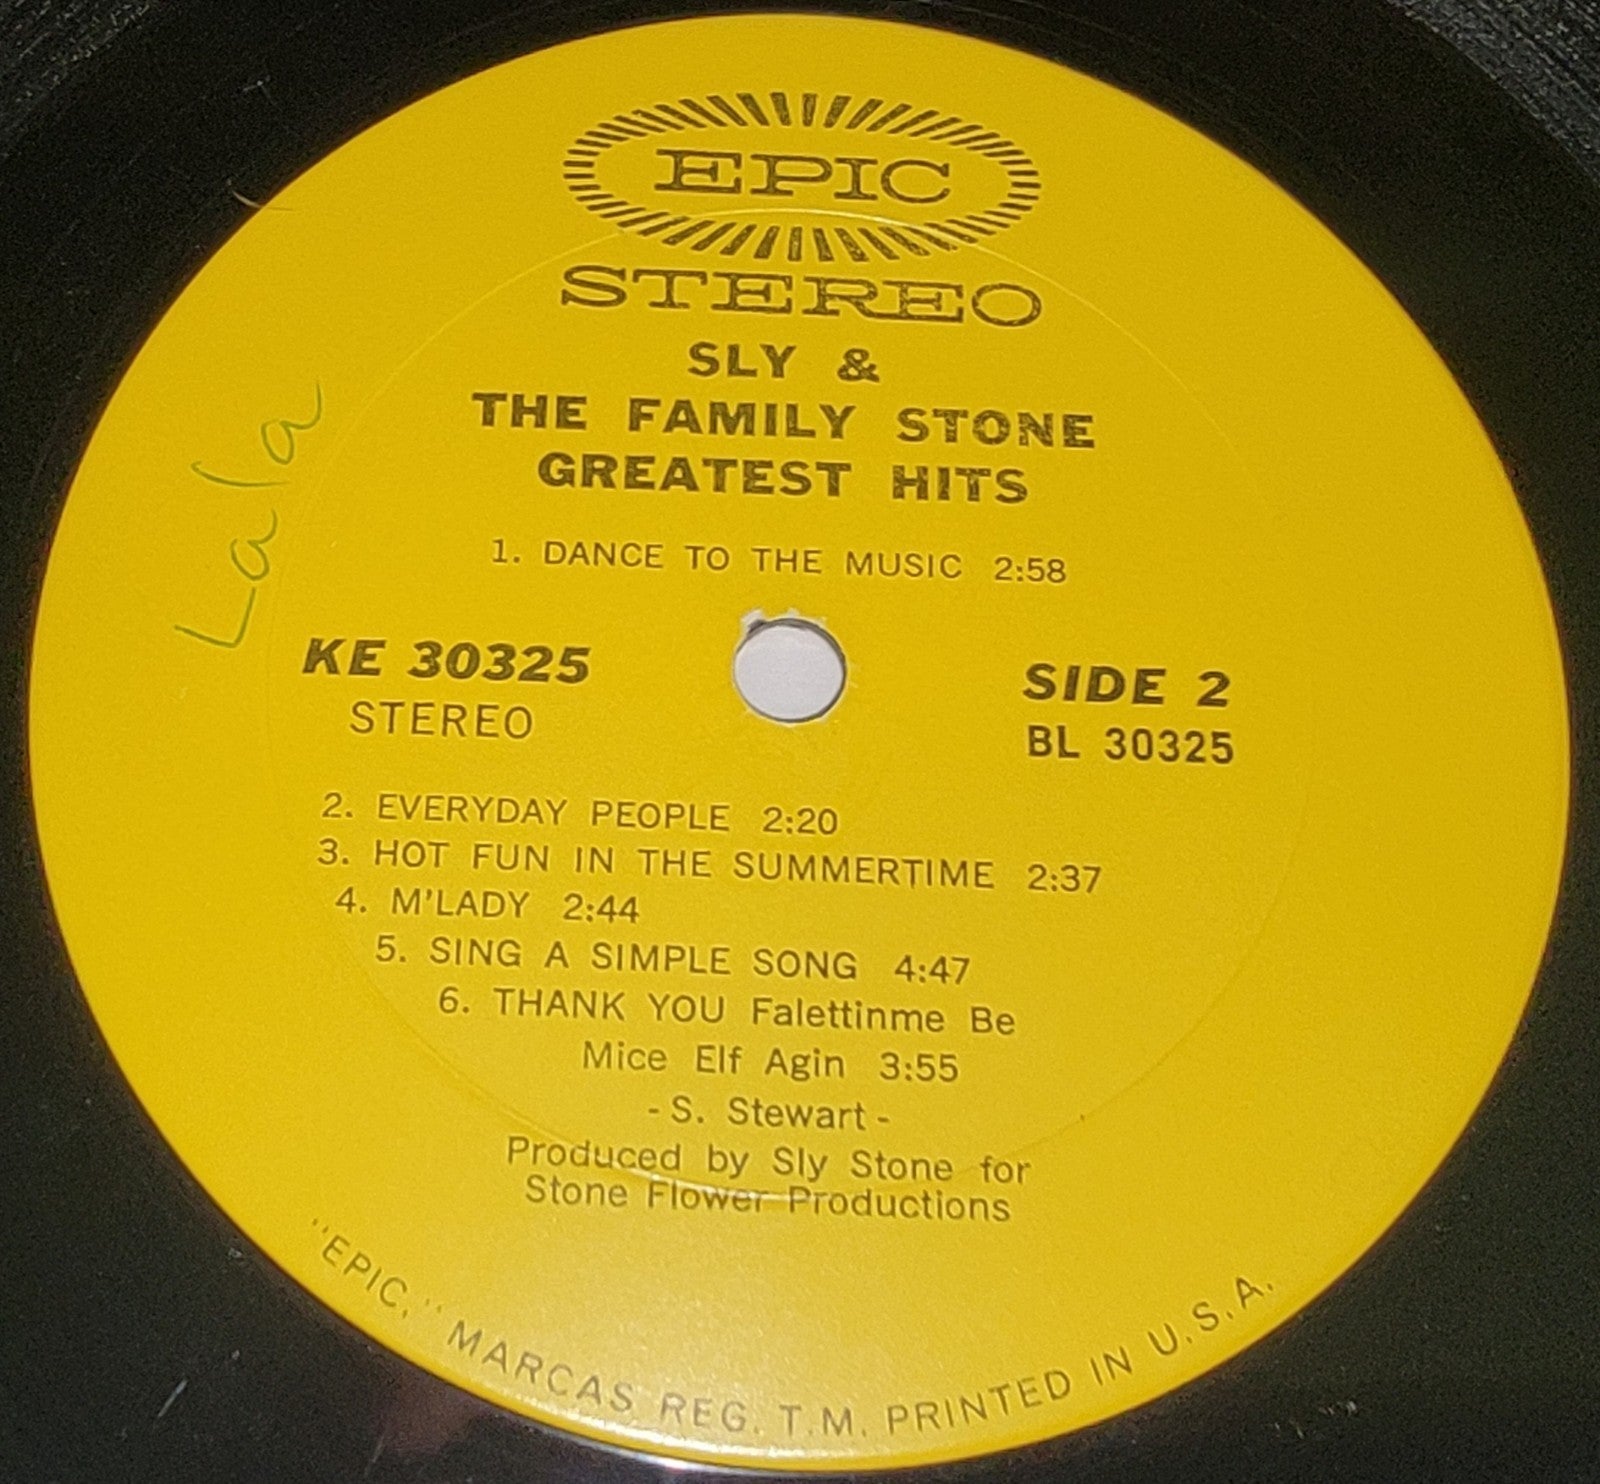 EPIC
STEREO
SLY &
THE FAMILY STONE
GREATEST HITS
1. DANCE TO THE MUSIC 2:58
Lala
KE 30325
STEREO
SIDE 2
BL 30325
2. EVERYDAY PEOPLE 2:20
3. HOT FUN IN THE SUMMERTIME 2:37
4. M'LADY 2:44
5. SING A SIMPLE SONG 4:47
6. THANK YOU Falettinme Be
Mice Elf Agin 3:55
- S. Stewart -
Produced by Sly Stone for
Stone Flower Productions
"EPIC," MARCAS REG. T.M. PRINTED IN U.S.A.